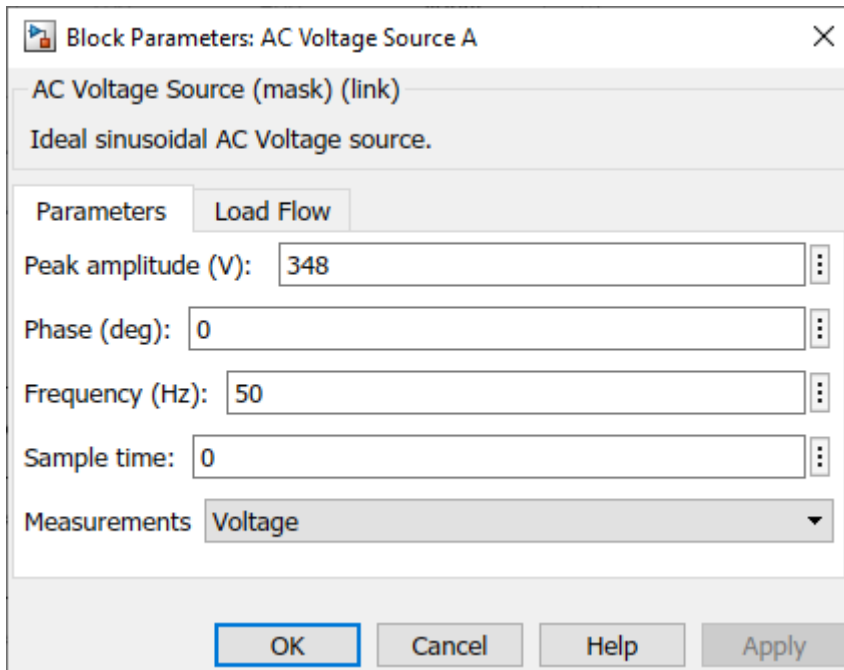 Block Parameters: AC Voltage Source A
AC Voltage Source (mask) (link)
Ideal sinusoidal AC Voltage source.
Parameters Load Flow
Peak amplitude (V): 348
Phase (deg): 0
Frequency (Hz): 50
Sample time: 0
Measurements Voltage
OK Cancel Help Apply